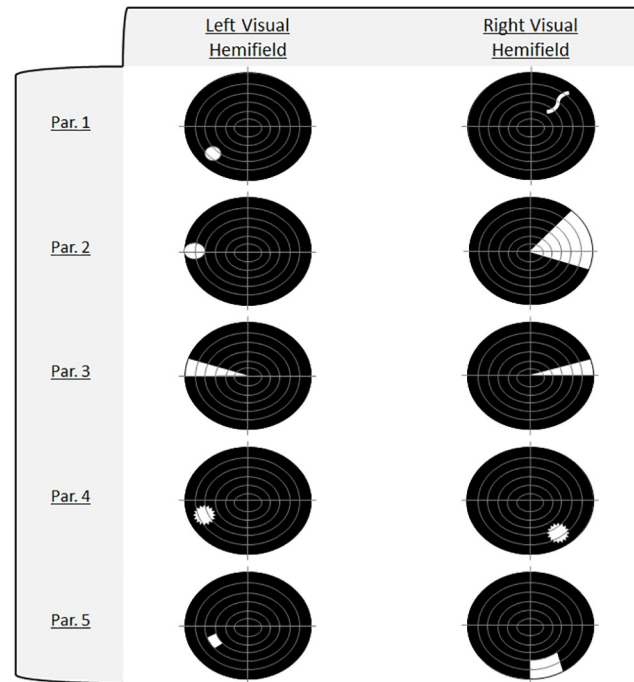 Left Visual
Hemifield
Right Visual
Hemifield
Par. 1
Par. 2
Par. 3
Par. 4
Par. 5